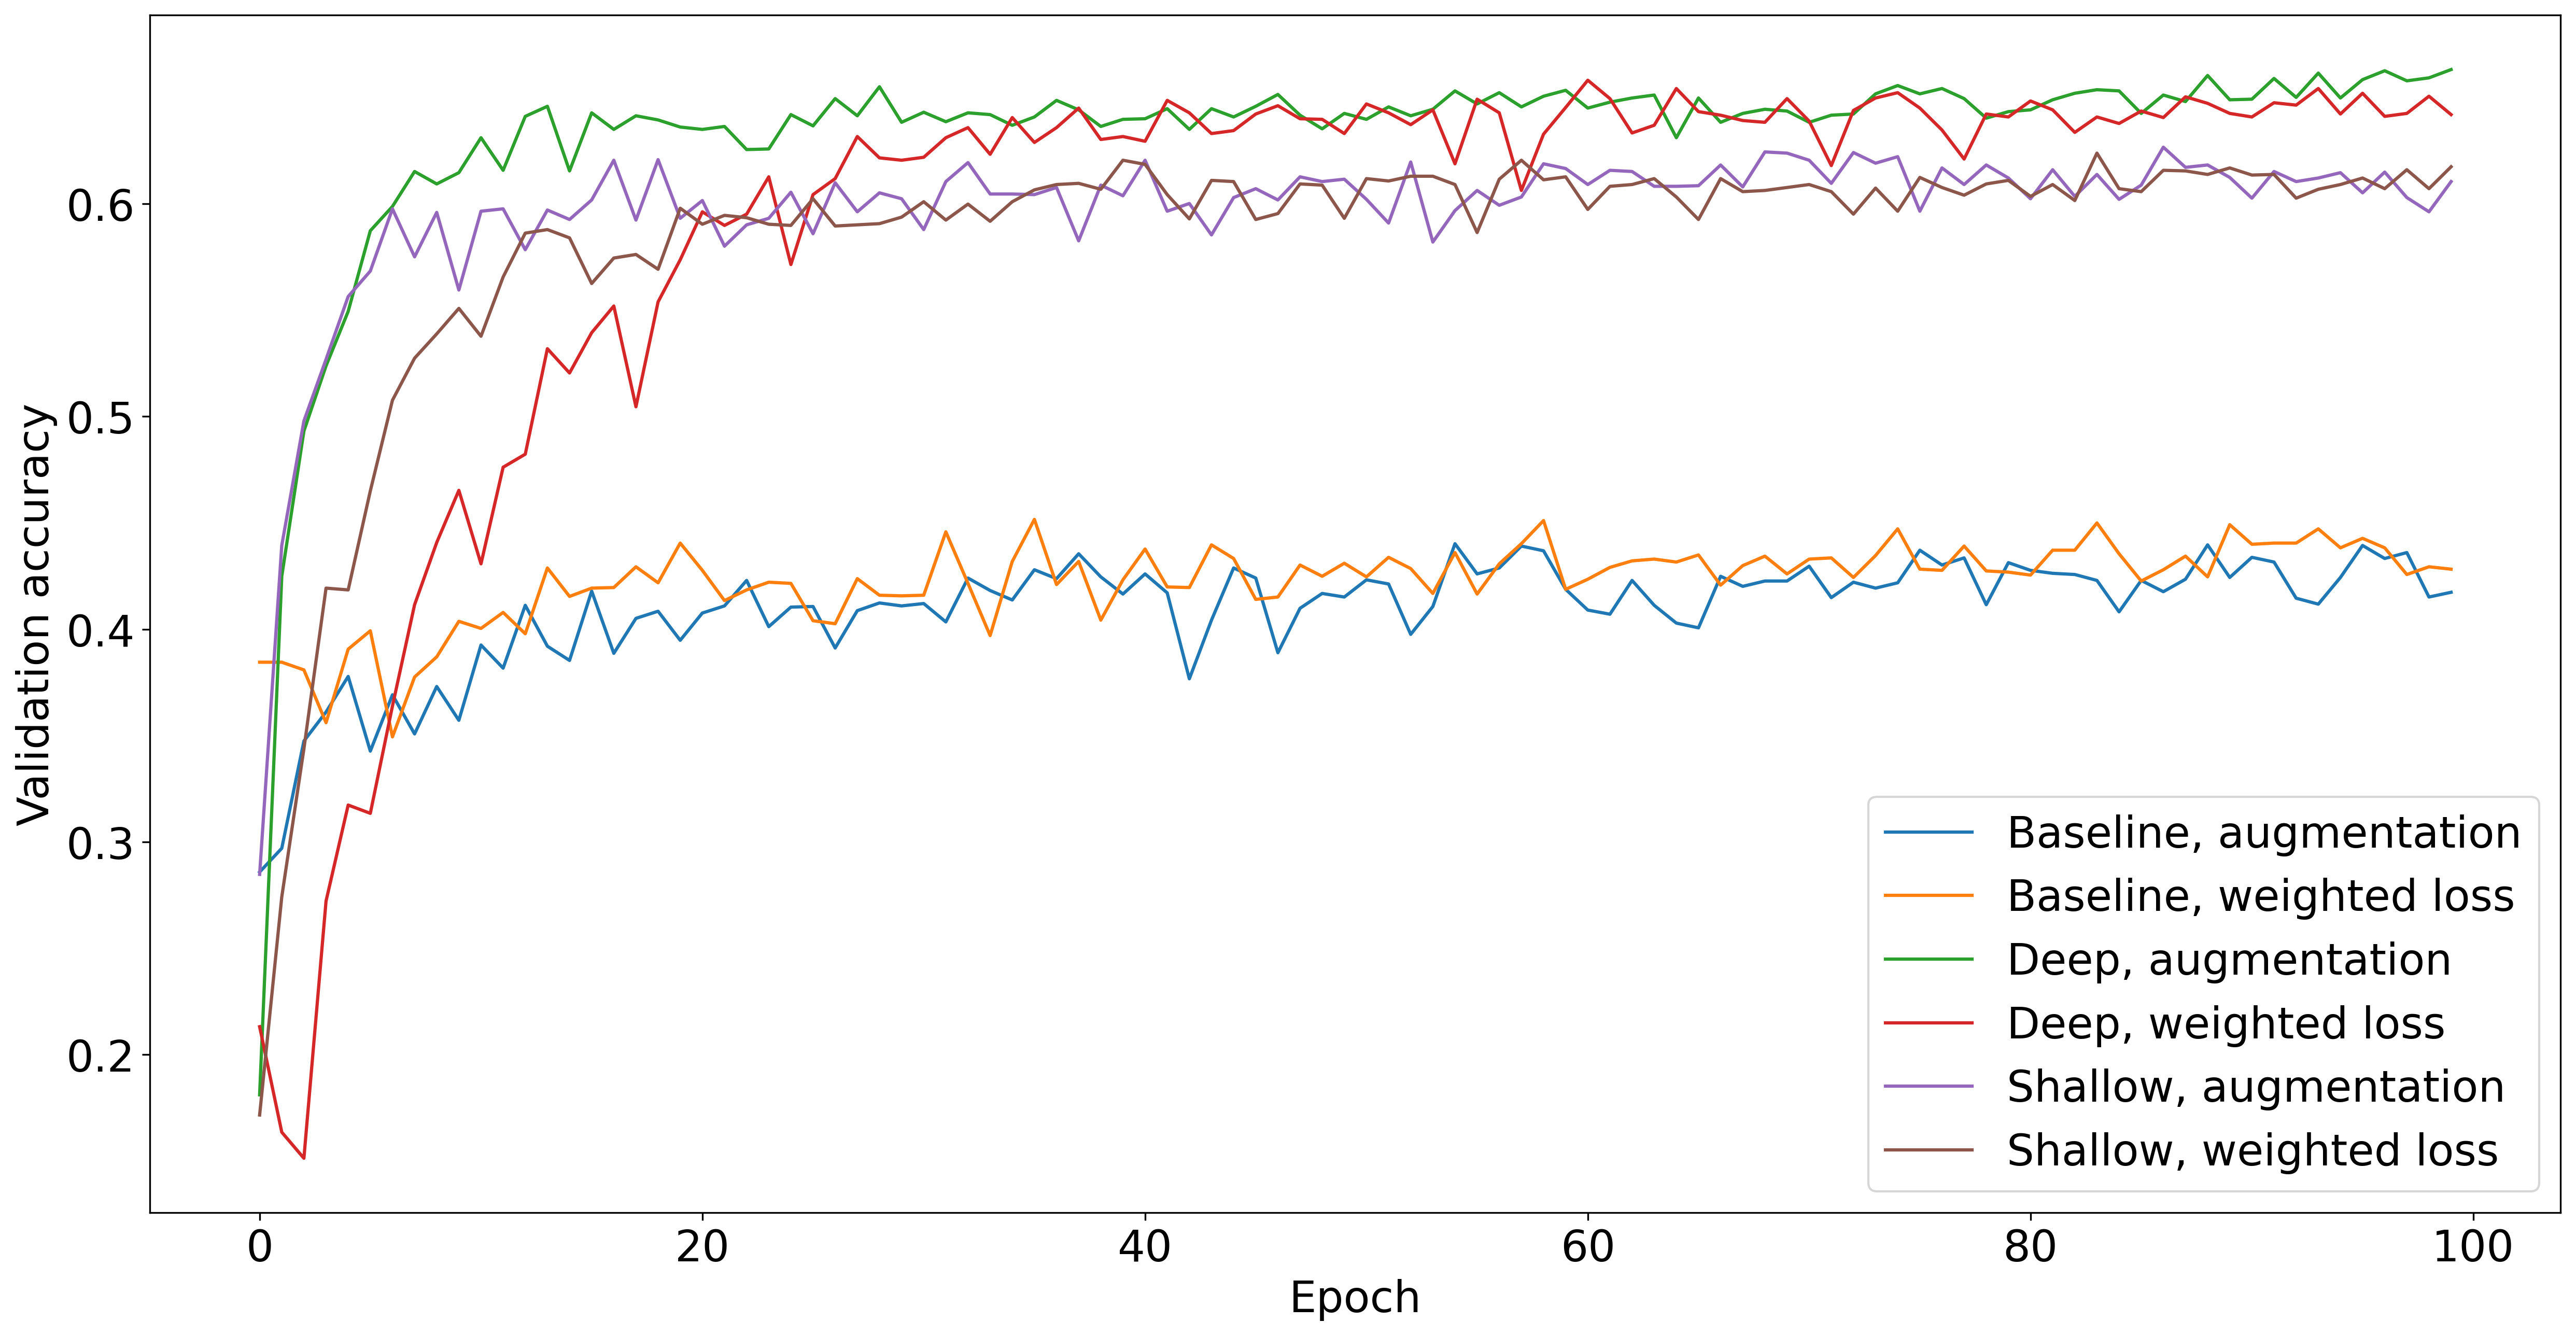 Validation accuracy
0.6
0.5
0.4
0.3
0.2
0
20
40
60
80
100
Epoch
Baseline, augmentation
Baseline, weighted loss
Deep, augmentation
Deep, weighted loss
Shallow, augmentation
Shallow, weighted loss